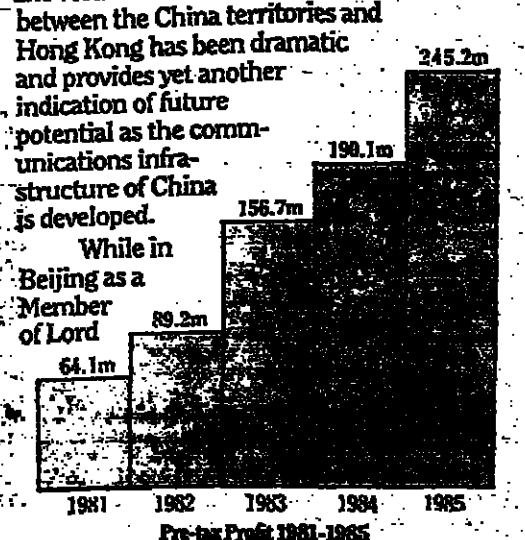 between the China territories and
Hong Kong has been dramatic
and provides yet another
indication of future
potential as the comm-
unications infra-
structure of China
is developed.
While in
Beijing as a
Member
of Lord
64.1m
89.2m
156.7m
190.1m
245.2m
1981
1982
1983
1984
1985
Pre-tax Profit 1981-1985